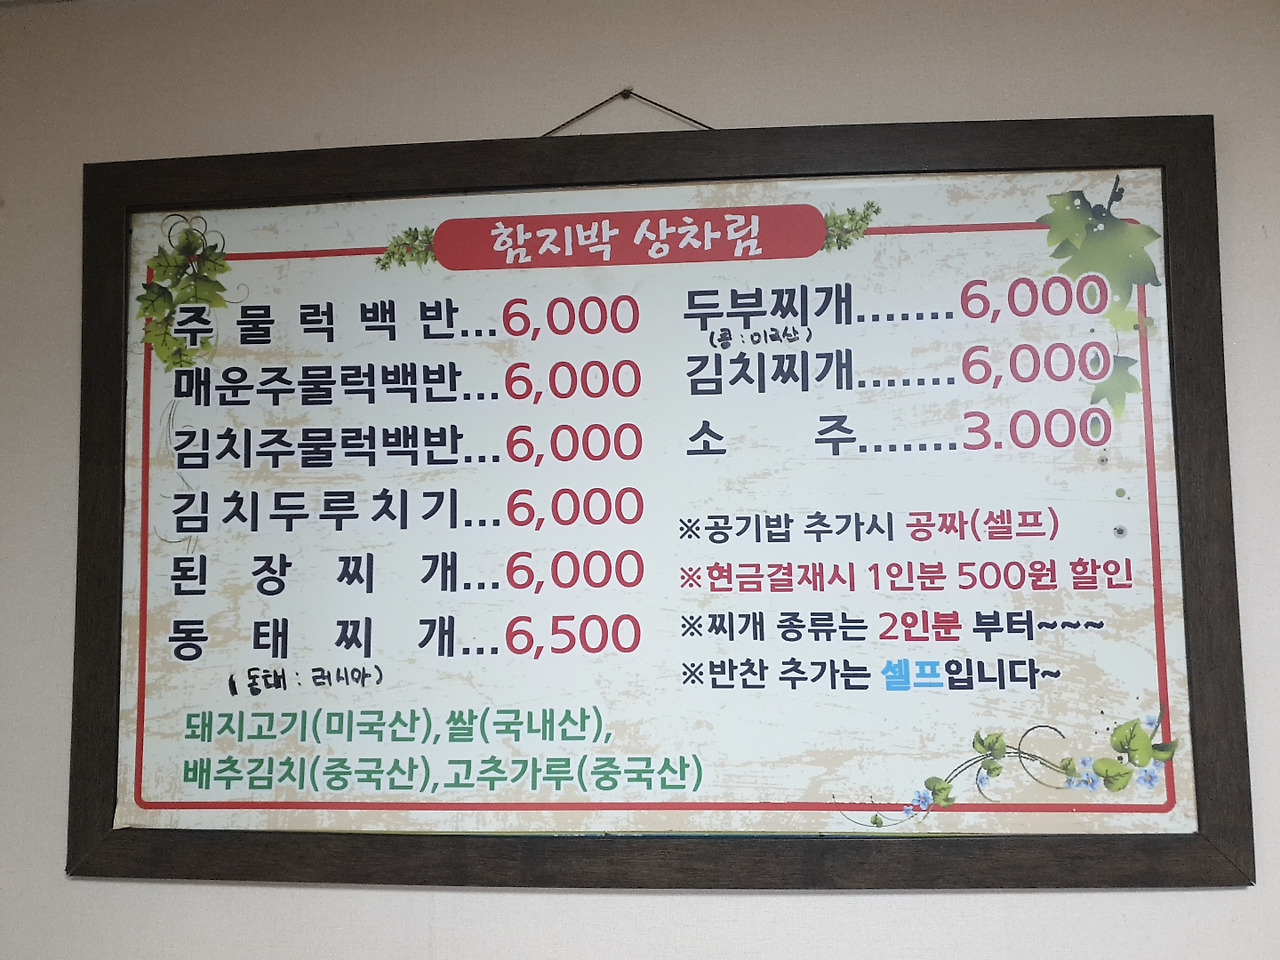 함지박 상차림
주물럭백반...6,000
매운주물럭백반...6,000
김치주물럭백반...6,000
김치두루치기...6,000
된장찌개...6,000
동태찌개...6,500
(동태 : 러시아)
두부찌개.......6,000
(콩 : 미국산)
김치찌개.......6,000
소주.......3.000
※공기밥 추가시 공짜(셀프)
※현금결재시 1인분 500원 할인
※찌개 종류는 2인분 부터~~~
※반찬 추가는 셀프입니다~
돼지고기(미국산),쌀(국내산),
배추김치(중국산),고추가루(중국산)